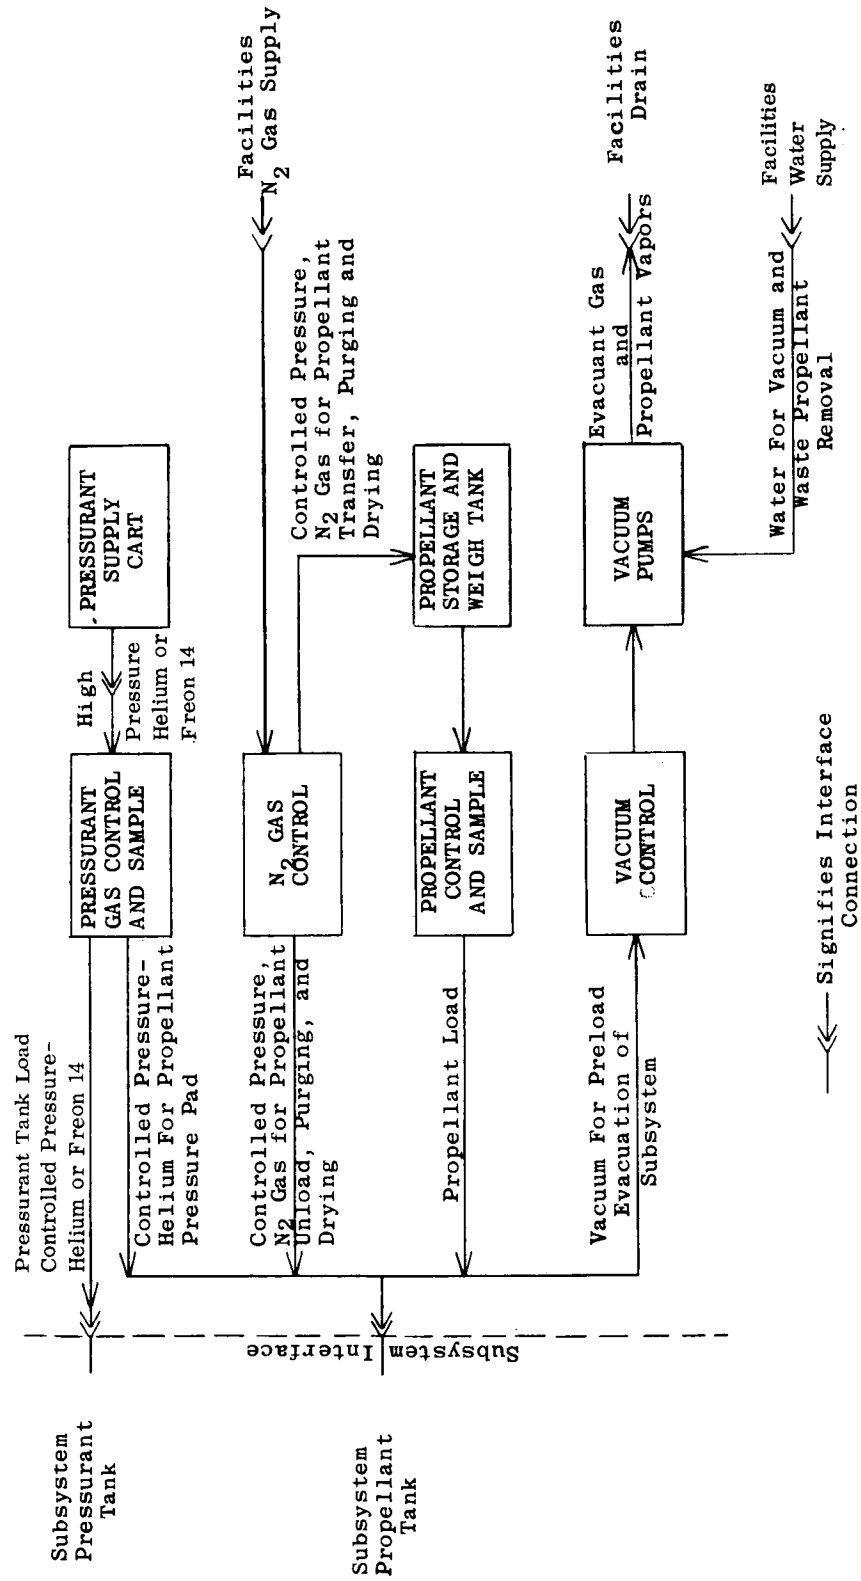 Subsystem
Pressurant
Tank
Subsystem
Propellant
Tank
Subsystem Interface
Pressurant Tank Load
Controlled Pressure-
Helium or Freon 14
Controlled Pressure-
Helium For Propellant
Pressure Pad
Controlled Pressure,
N2 Gas for Propellant
Unload, Purging, and
Drying
Propellant Load
Vacuum For Preload
Evacuation of
Subsystem
PRESSURANT
GAS CONTROL
AND SAMPLE
High
Pressure
Helium or
Freon 14
PRESSURANT
SUPPLY
CART
N2 GAS
CONTROL
Controlled Pressure,
N2 Gas for Propellant
Transfer, Purging and
Drying
Facilities
N2 Gas Supply
PROPELLANT
CONTROL
AND SAMPLE
PROPELLANT
STORAGE AND
WEIGH TANK
VACUUM
CONTROL
VACUUM
PUMPS
Evacuant Gas
and
Propellant Vapors
Facilities
Drain
Water For Vacuum and
Waste Propellant
Removal
Facilities
Water
Supply
Signifies Interface
Connection